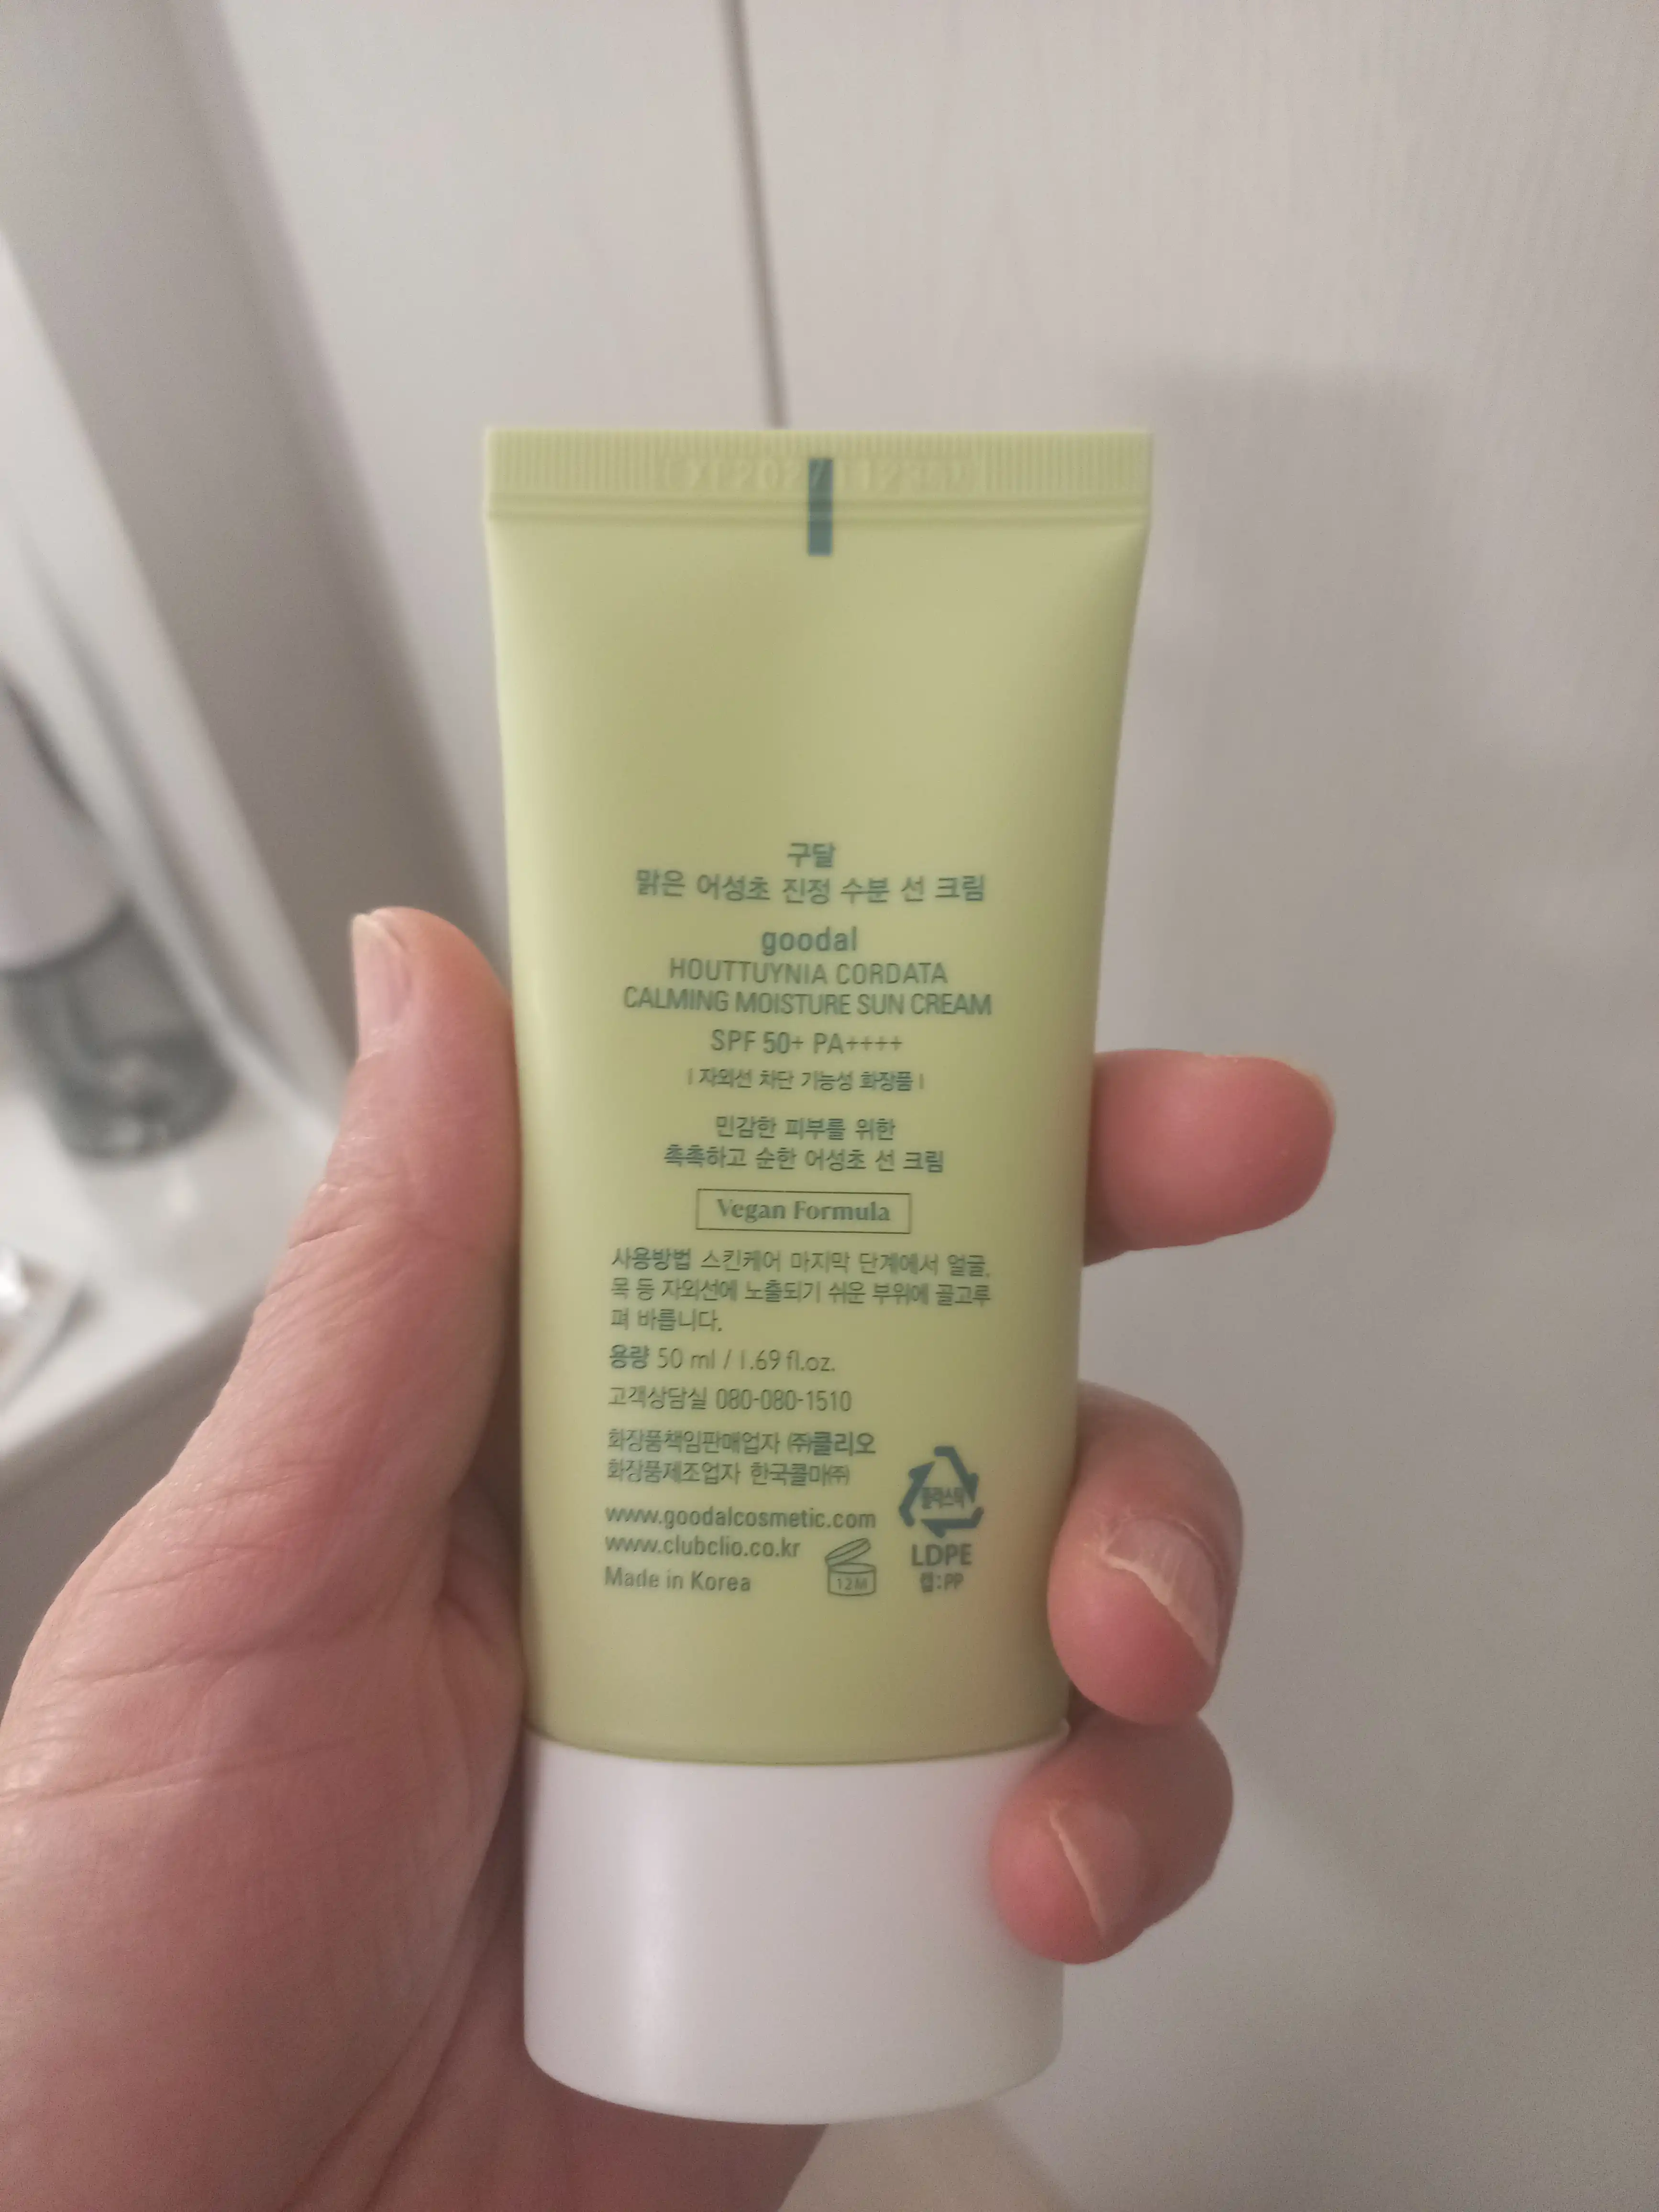 구달
맑은 어성초 진정 수분 선 크림
goodal
HOUTTUYNIA CORDATA
CALMING MOISTURE SUN CREAM
SPF 50+ PA++++
| 자외선 차단 기능성 화장품 |
민감한 피부를 위한
촉촉하고 순한 어성초 선 크림
Vegan Formula
사용방법 스킨케어 마지막 단계에서 얼굴,
목 등 자외선에 노출되기 쉬운 부위에 골고루
펴 바릅니다.
용량 50 ml / 1.69 fl.oz.
고객상담실 080-080-1510
화장품책임판매업자 ㈜클리오
화장품제조업자 한국콜마㈜
www.goodalcosmetic.com
www.clubclio.co.kr
Made in Korea
12M
플라스틱
LDPE
캡:PP